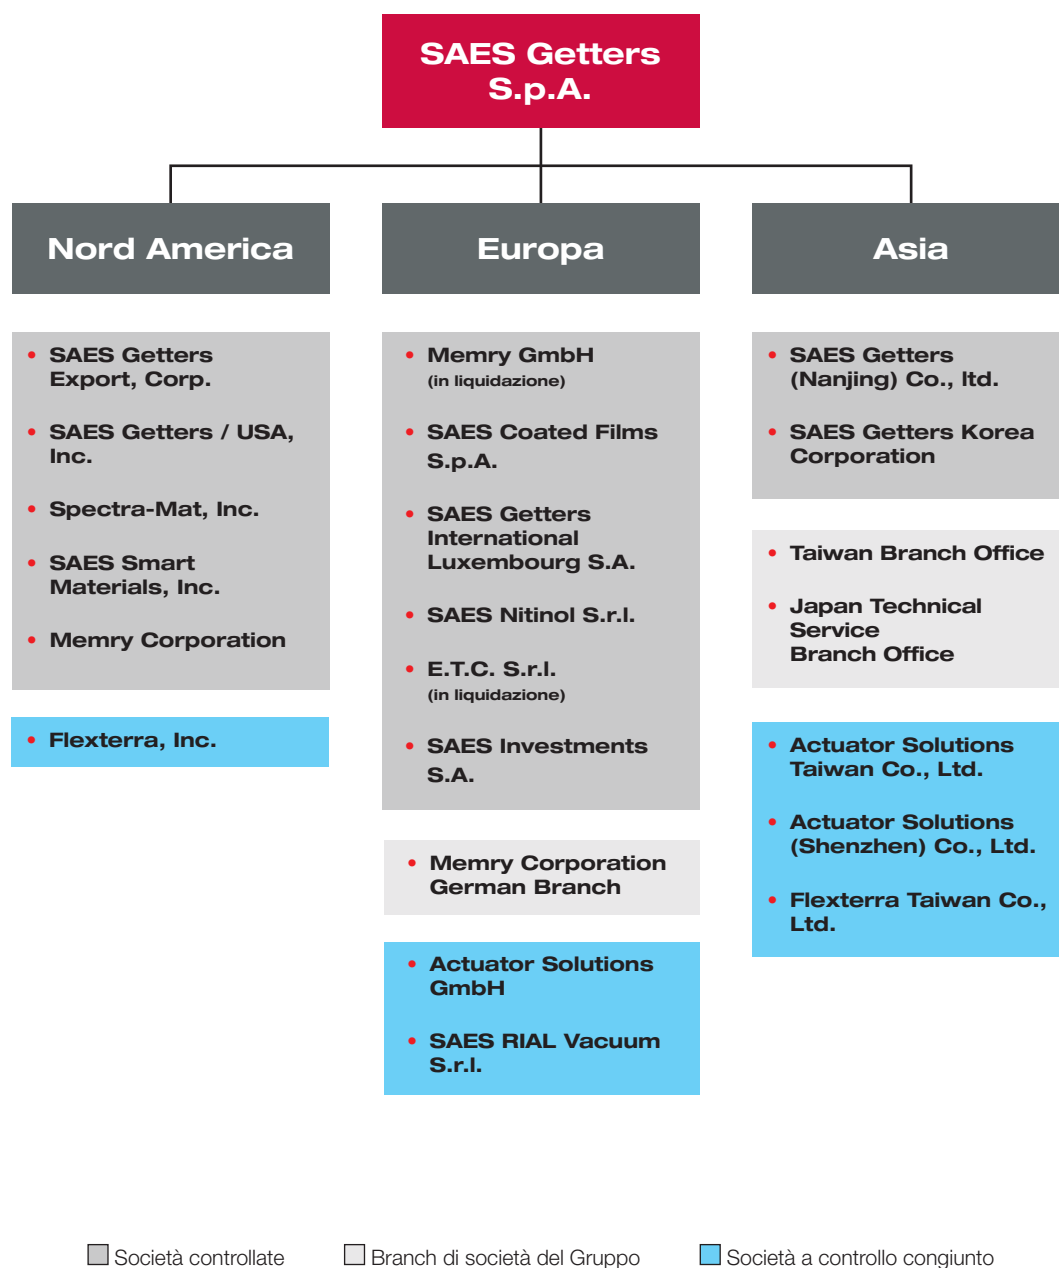 SAES Getters
S.p.A.
Nord America
• SAES Getters
Export, Corp.
• SAES Getters / USA,
Inc.
• Spectra-Mat, Inc.
• SAES Smart
Materials, Inc.
• Memry Corporation
• Flexterra, Inc.
Europa
• Memry GmbH
(in liquidazione)
• SAES Coated Films
S.p.A.
• SAES Getters
International
Luxembourg S.A.
• SAES Nitinol S.r.l.
• E.T.C. S.r.l.
(in liquidazione)
• SAES Investments
S.A.
• Memry Corporation
German Branch
• Actuator Solutions
GmbH
• SAES RIAL Vacuum
S.r.l.
Asia
• SAES Getters
(Nanjing) Co., ltd.
• SAES Getters Korea
Corporation
• Taiwan Branch Office
• Japan Technical
Service
Branch Office
• Actuator Solutions
Taiwan Co., Ltd.
• Actuator Solutions
(Shenzhen) Co., Ltd.
• Flexterra Taiwan Co.,
Ltd.
Società controllate
Branch di società del Gruppo
Società a controllo congiunto